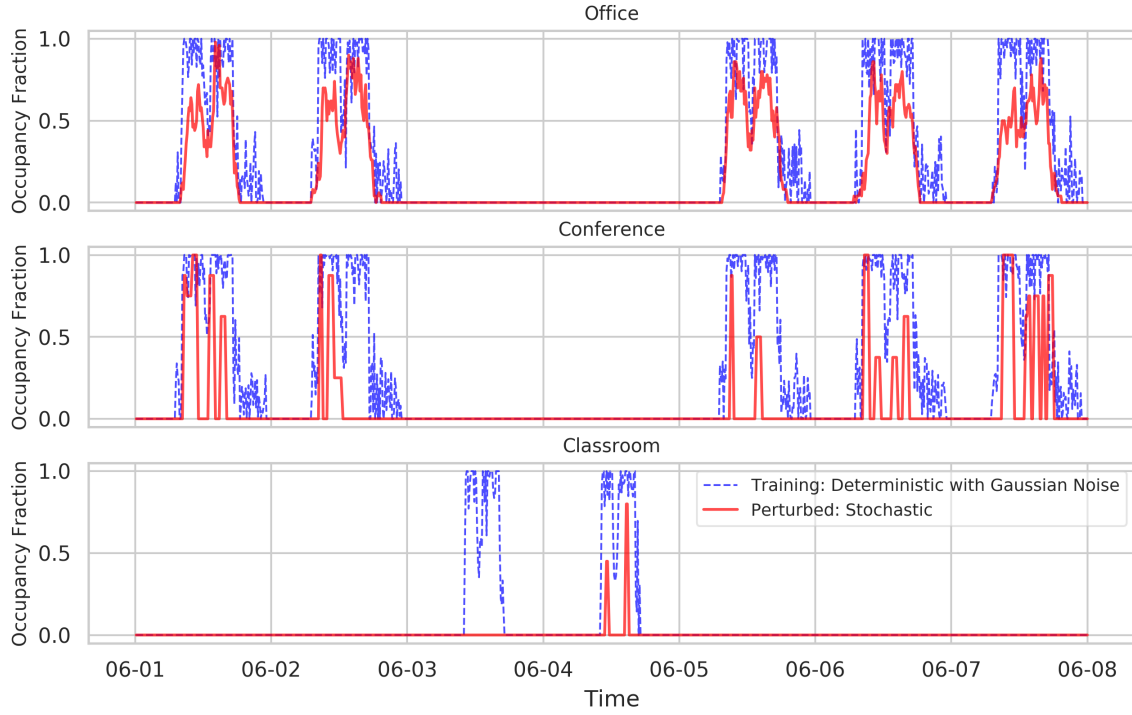 Office
Occupancy Fraction
1.0
0.5
0.0
Conference
Occupancy Fraction
1.0
0.5
0.0
Classroom
Occupancy Fraction
1.0
0.5
0.0
Training: Deterministic with Gaussian Noise
Perturbed: Stochastic
06-01 06-02 06-03 06-04 06-05 06-06 06-07 06-08
Time